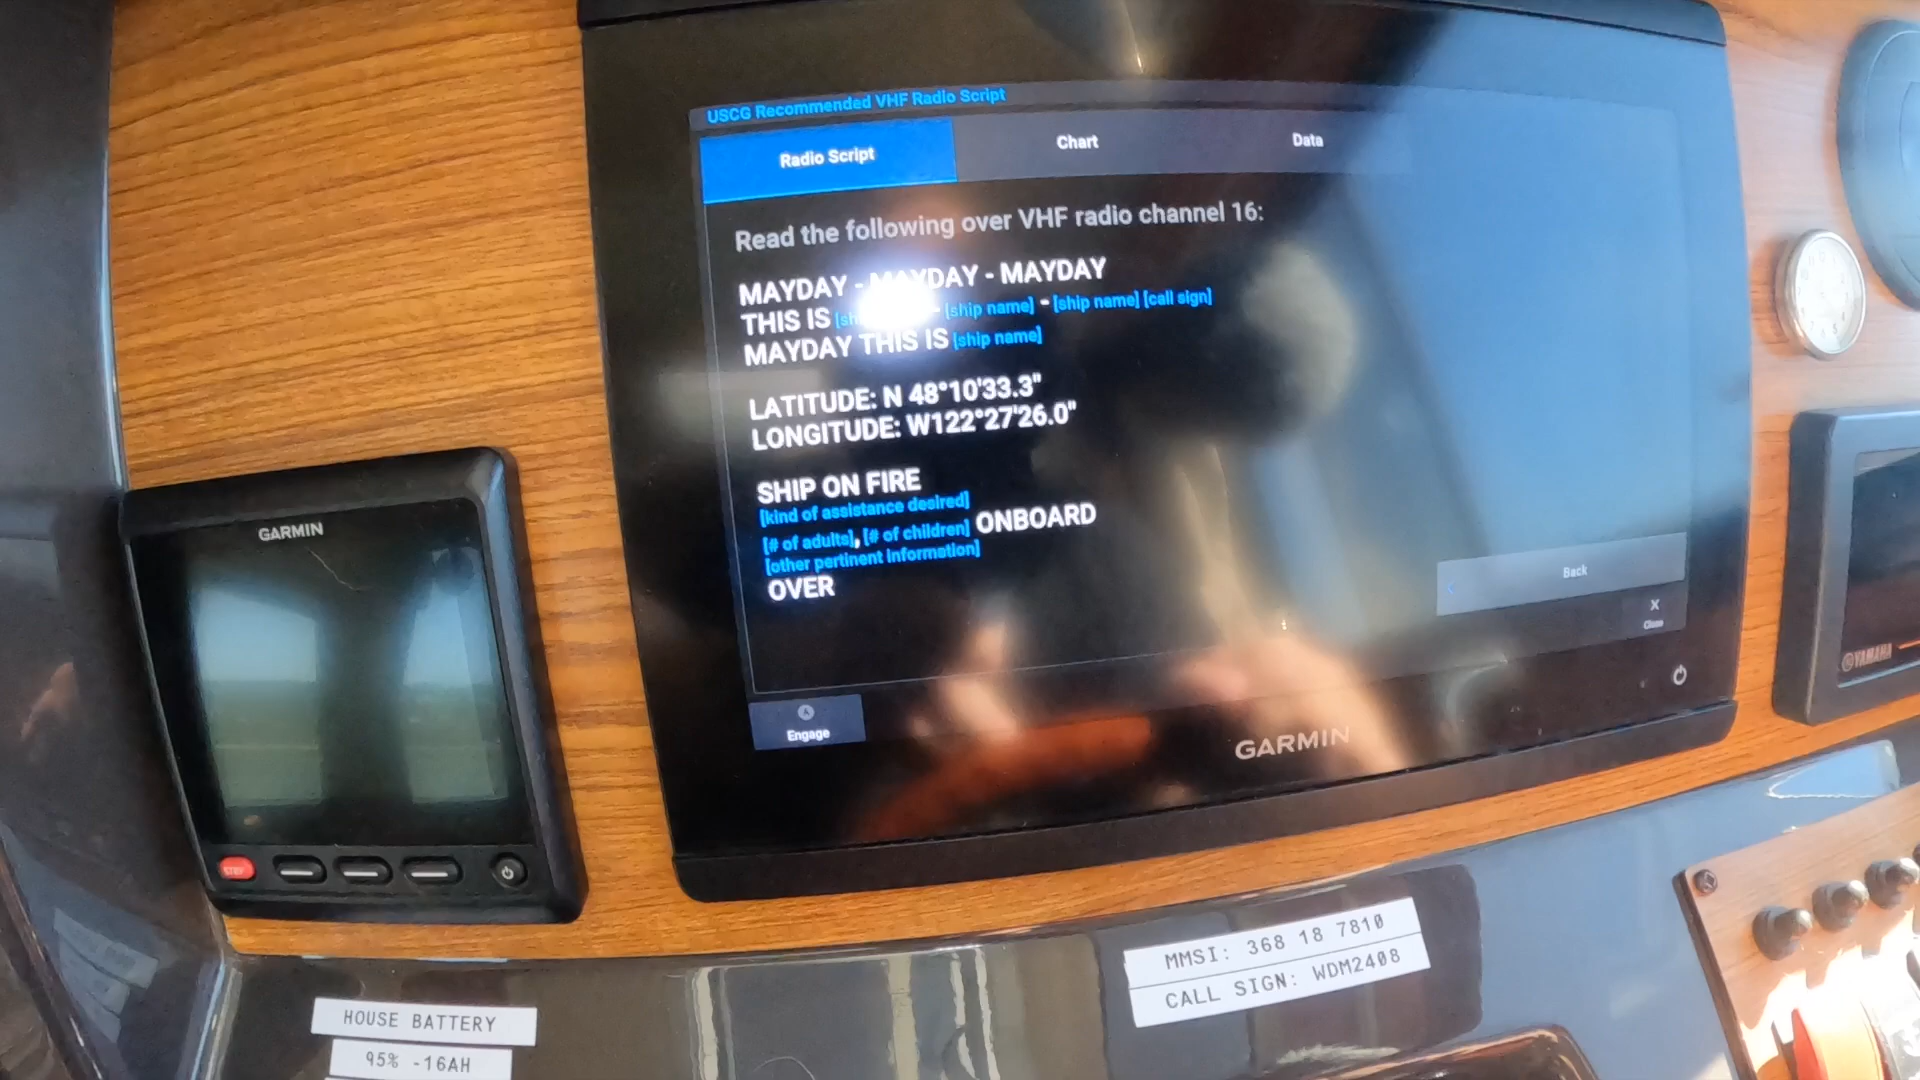 USCG Recommended VHF Radio Script
Radio Script
Chart
Data
Read the following over VHF radio channel 16:
MAYDAY - MAYDAY - MAYDAY
THIS IS - [ship name] - [ship name] [call sign]
MAYDAY THIS IS [ship name]
LATITUDE: N 48°10'33.3"
LONGITUDE: W122°27'26.0"
SHIP ON FIRE
[kind of assistance desired]
[# of adults], [# of children] ONBOARD
[other pertinent information]
OVER
Back
X
Close
Engage
GARMIN
GARMIN
YAMAHA
MMSI: 368 18 7810
CALL SIGN: WDM2408
HOUSE BATTERY
95% -16AH